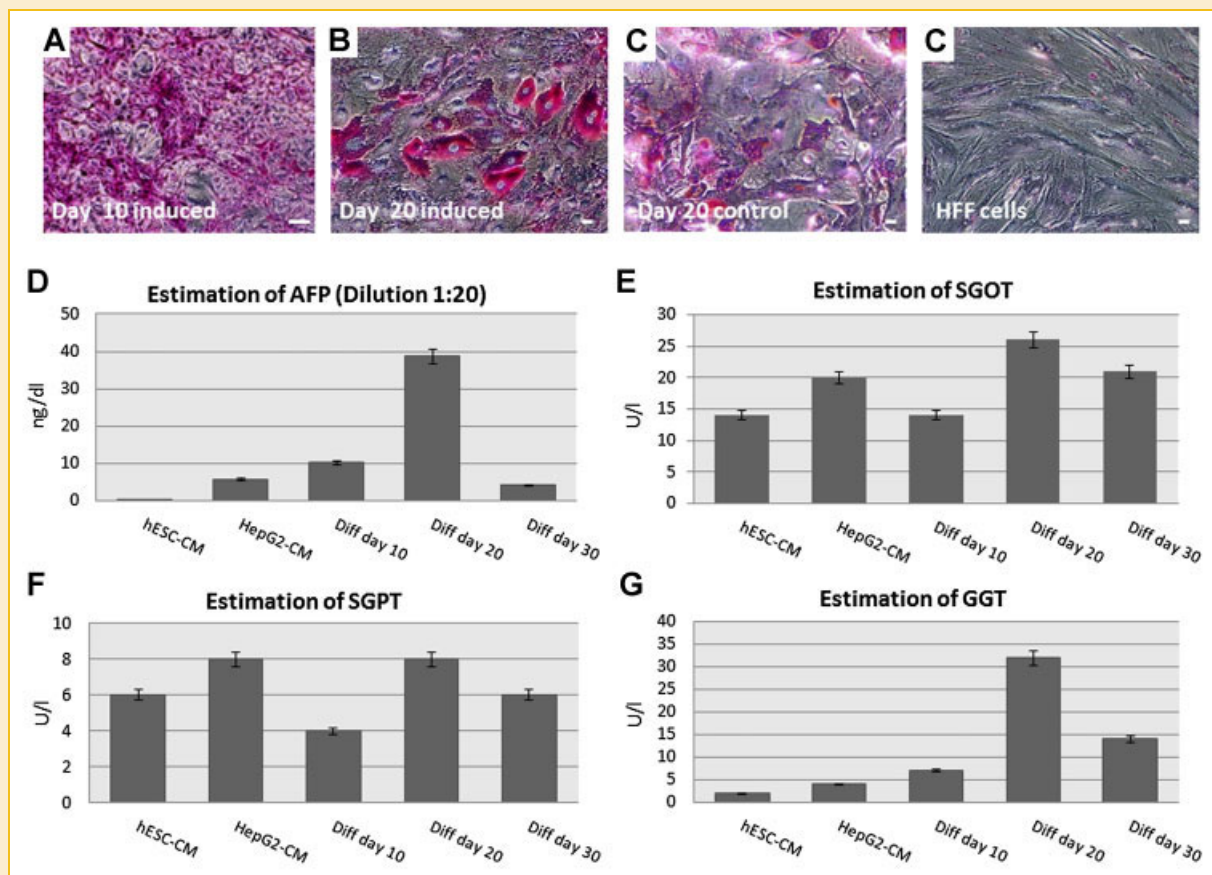 A
Day 10 induced
B
Day 20 induced
C
Day 20 control
C
HFF cells
D
Estimation of AFP (Dilution 1:20)
ng/dl
50
40
30
20
10
0
hESC-CM
HepG2-CM
Diff day 10
Diff day 20
Diff day 30
E
Estimation of SGOT
U/l
30
25
20
15
10
5
0
hESC-CM
HepG2-CM
Diff day 10
Diff day 20
Diff day 30
F
Estimation of SGPT
U/l
10
8
6
4
2
0
hESC-CM
HepG2-CM
Diff day 10
Diff day 20
Diff day 30
G
Estimation of GGT
U/l
40
35
30
25
20
15
10
5
0
hESC-CM
HepG2-CM
Diff day 10
Diff day 20
Diff day 30